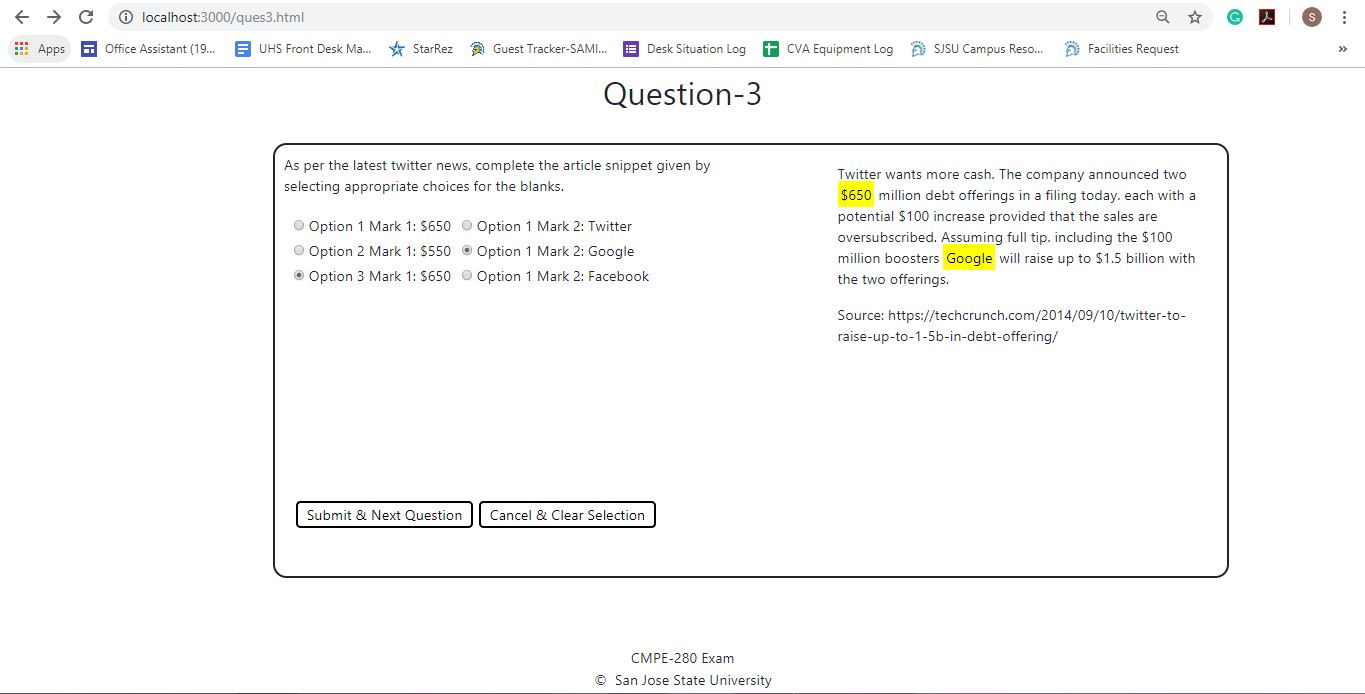 localhost:3000/ques3.html
S
Apps Office Assistant (19... UHS Front Desk Ma... StarRez Guest Tracker-SAMI... Desk Situation Log CVA Equipment Log SJSU Campus Reso... Facilities Request »
Question-3
As per the latest twitter news, complete the article snippet given by
selecting appropriate choices for the blanks.
Option 1 Mark 1: $650 Option 1 Mark 2: Twitter
Option 2 Mark 1: $550 Option 1 Mark 2: Google
Option 3 Mark 1: $650 Option 1 Mark 2: Facebook
Submit & Next Question Cancel & Clear Selection
Twitter wants more cash. The company announced two
$650 million debt offerings in a filing today. each with a
potential $100 increase provided that the sales are
oversubscribed. Assuming full tip. including the $100
million boosters Google will raise up to $1.5 billion with
the two offerings.
Source: https://techcrunch.com/2014/09/10/twitter-to-
raise-up-to-1-5b-in-debt-offering/
CMPE-280 Exam
© San Jose State University